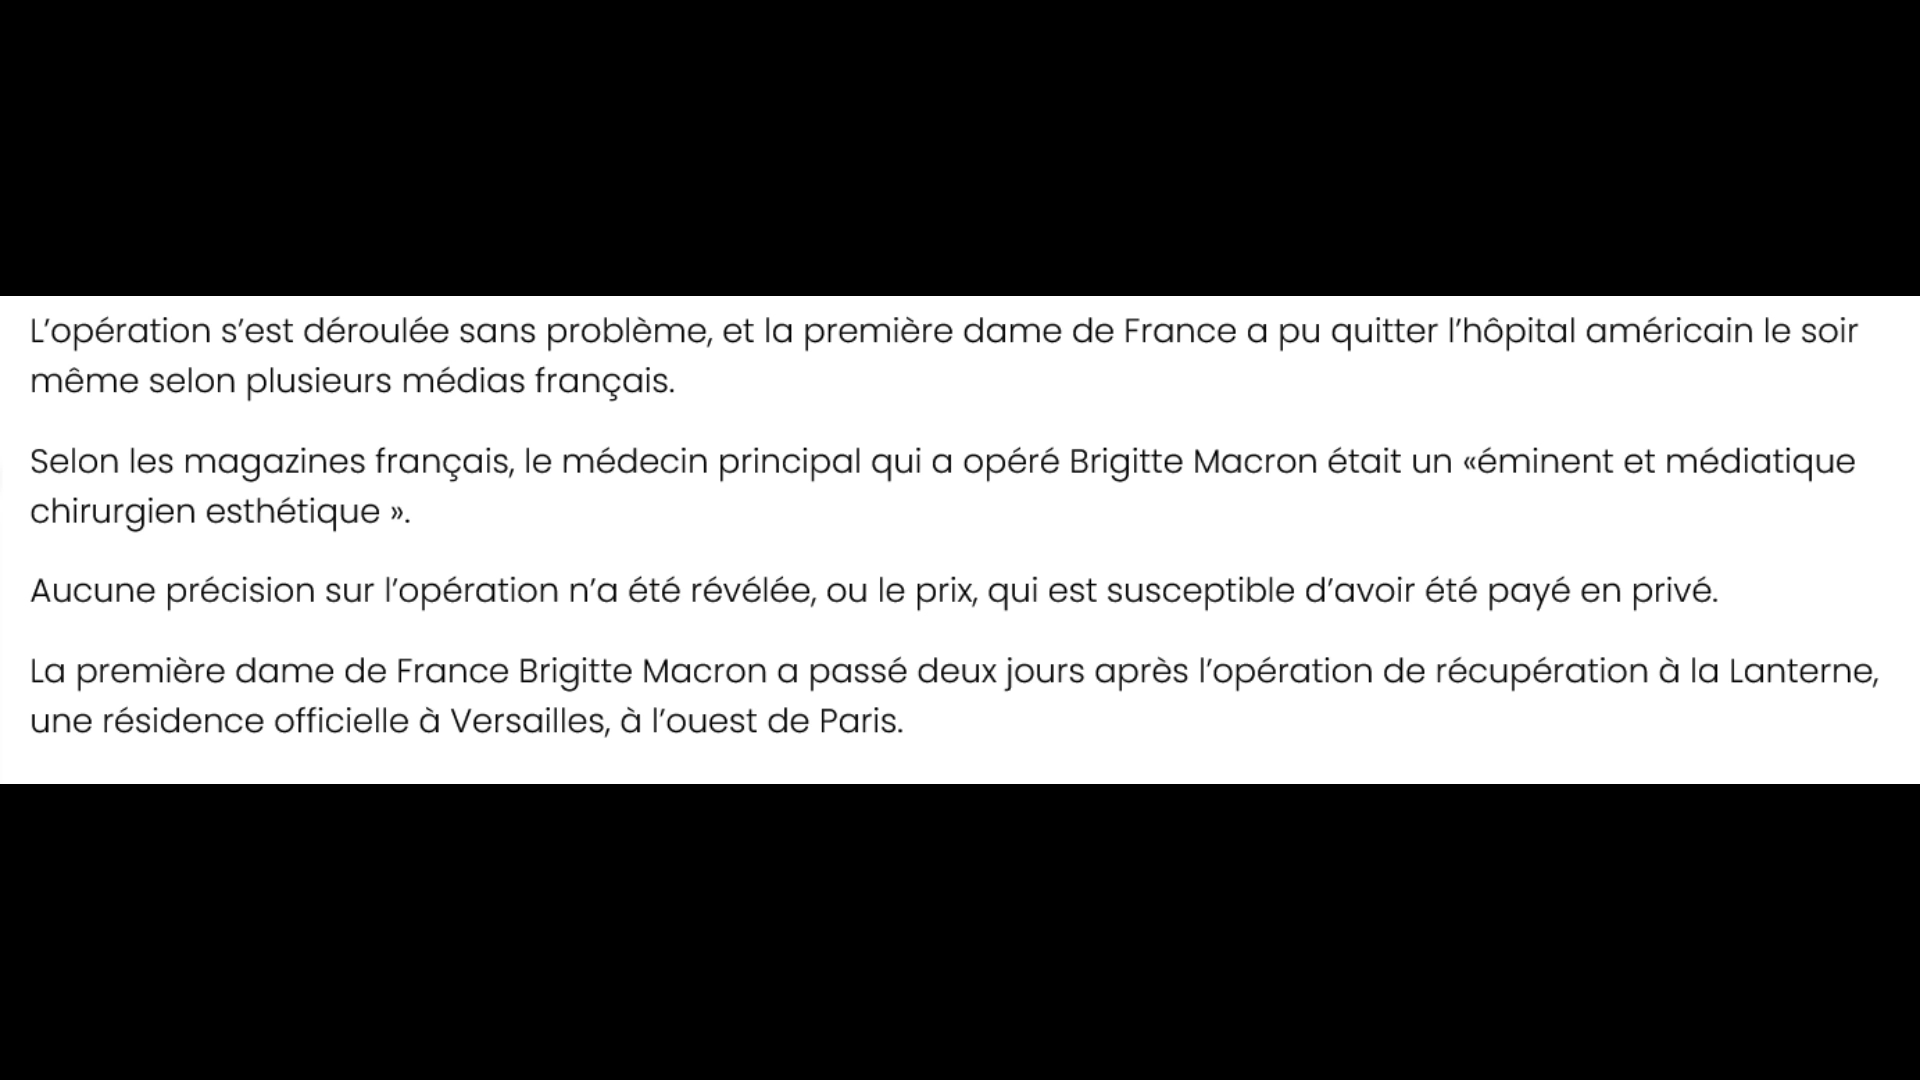 L’opération s’est déroulée sans problème, et la première dame de France a pu quitter l’hôpital américain le soir
même selon plusieurs médias français.
Selon les magazines français, le médecin principal qui a opéré Brigitte Macron était un «éminent et médiatique
chirurgien esthétique ».
Aucune précision sur l’opération n’a été révélée, ou le prix, qui est susceptible d’avoir été payé en privé.
La première dame de France Brigitte Macron a passé deux jours après l’opération de récupération à la Lanterne,
une résidence officielle à Versailles, à l’ouest de Paris.